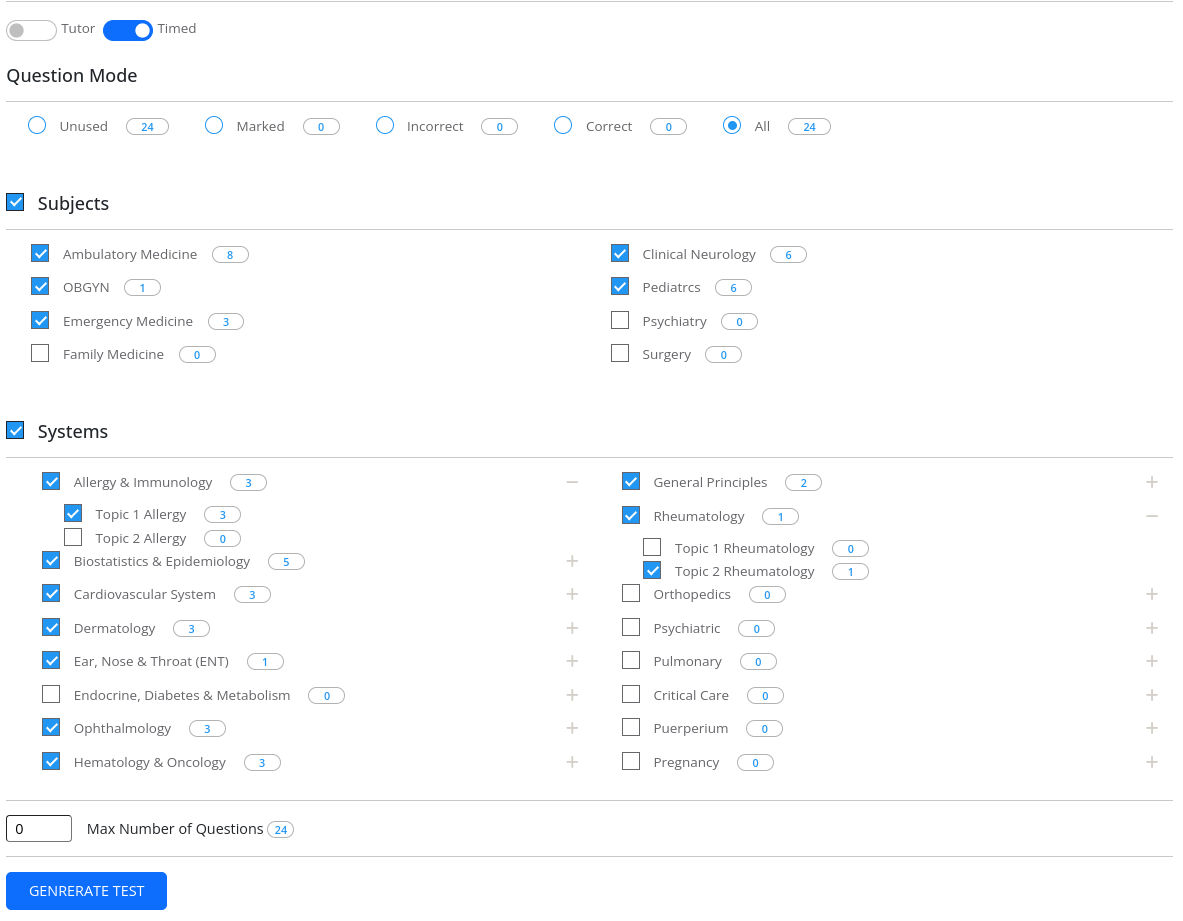 Tutor Timed
Question Mode
Unused 24 Marked 0 Incorrect 0 Correct 0 All 24
Subjects
Ambulatory Medicine 8
OBGYN 1
Emergency Medicine 3
Family Medicine 0
Clinical Neurology 6
Pediatrcs 6
Psychiatry 0
Surgery 0
Systems
Allergy & Immunology 3
Topic 1 Allergy 3
Topic 2 Allergy 0
Biostatistics & Epidemiology 5
Cardiovascular System 3
Dermatology 3
Ear, Nose & Throat (ENT) 1
Endocrine, Diabetes & Metabolism 0
Ophthalmology 3
Hematology & Oncology 3
General Principles 2
Rheumatology 1
Topic 1 Rheumatology 0
Topic 2 Rheumatology 1
Orthopedics 0
Psychiatric 0
Pulmonary 0
Critical Care 0
Puerperium 0
Pregnancy 0
0 Max Number of Questions 24
GENRERATE TEST